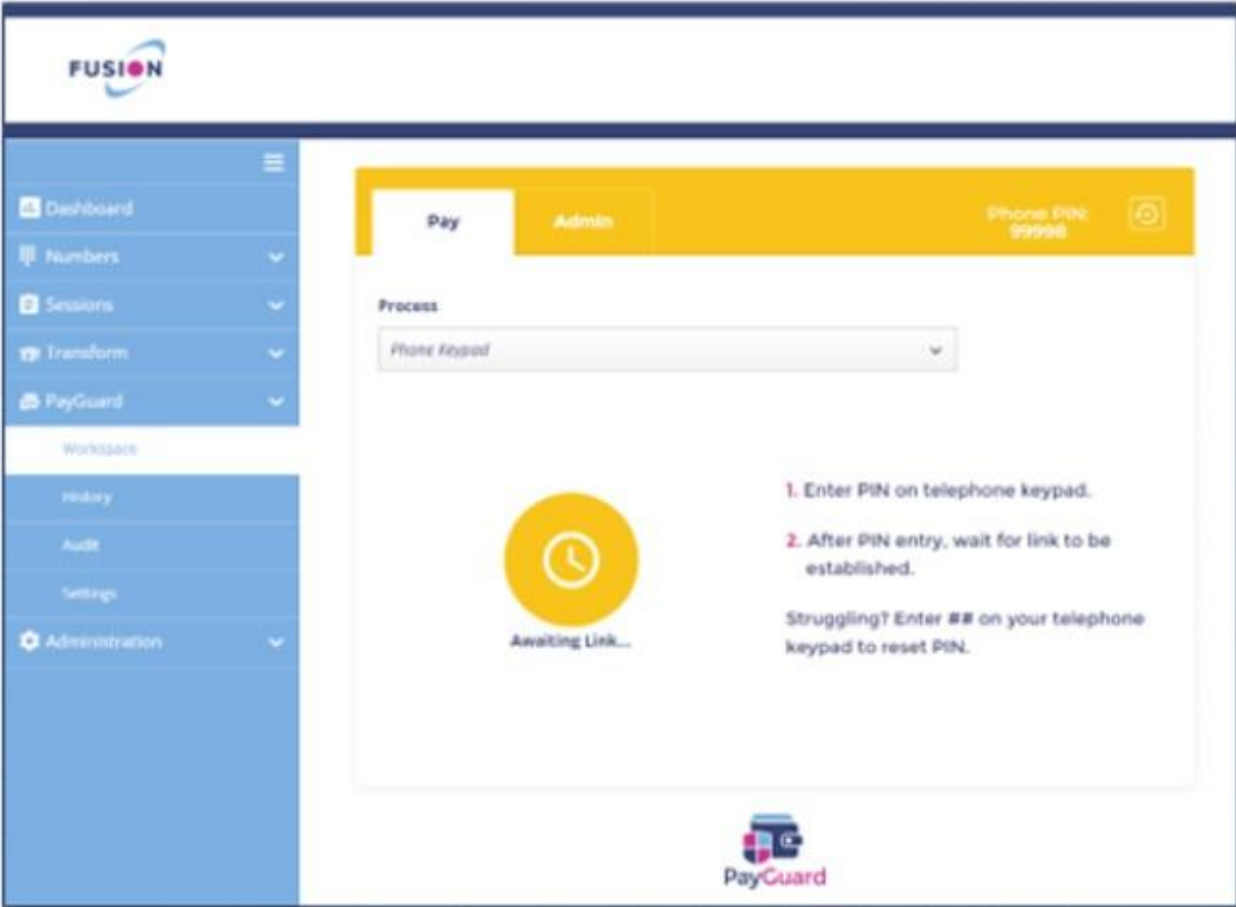 FUSION
Dashboard
Numbers
Sessions
Transform
PayGuard
Workspace
History
Audit
Settings
Administration
Pay
Admin
Phone PIN:
99998
Process
Phone Keypad
Awaiting Link...
1. Enter PIN on telephone keypad.
2. After PIN entry, wait for link to be
established.
Struggling? Enter ## on your telephone
keypad to reset PIN.
PayGuard